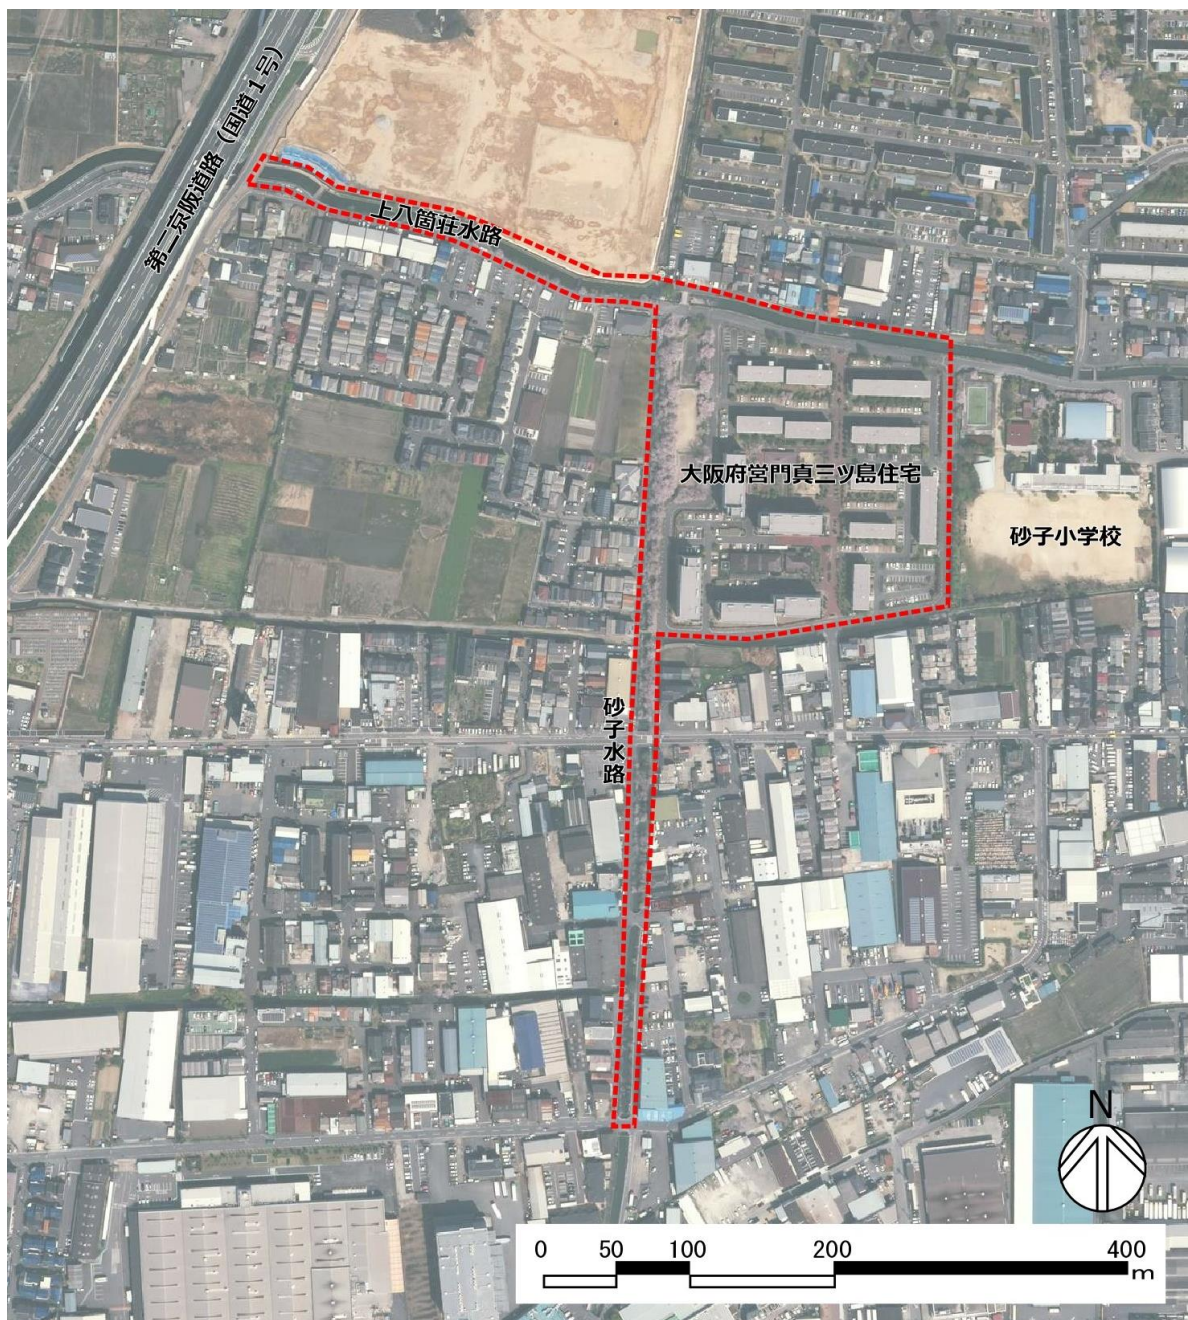 第二京阪道路（国道１号）
上八箇荘水路
大阪府営門真三ツ島住宅
砂子小学校
砂子水路
N
0 50 100 200 400
m